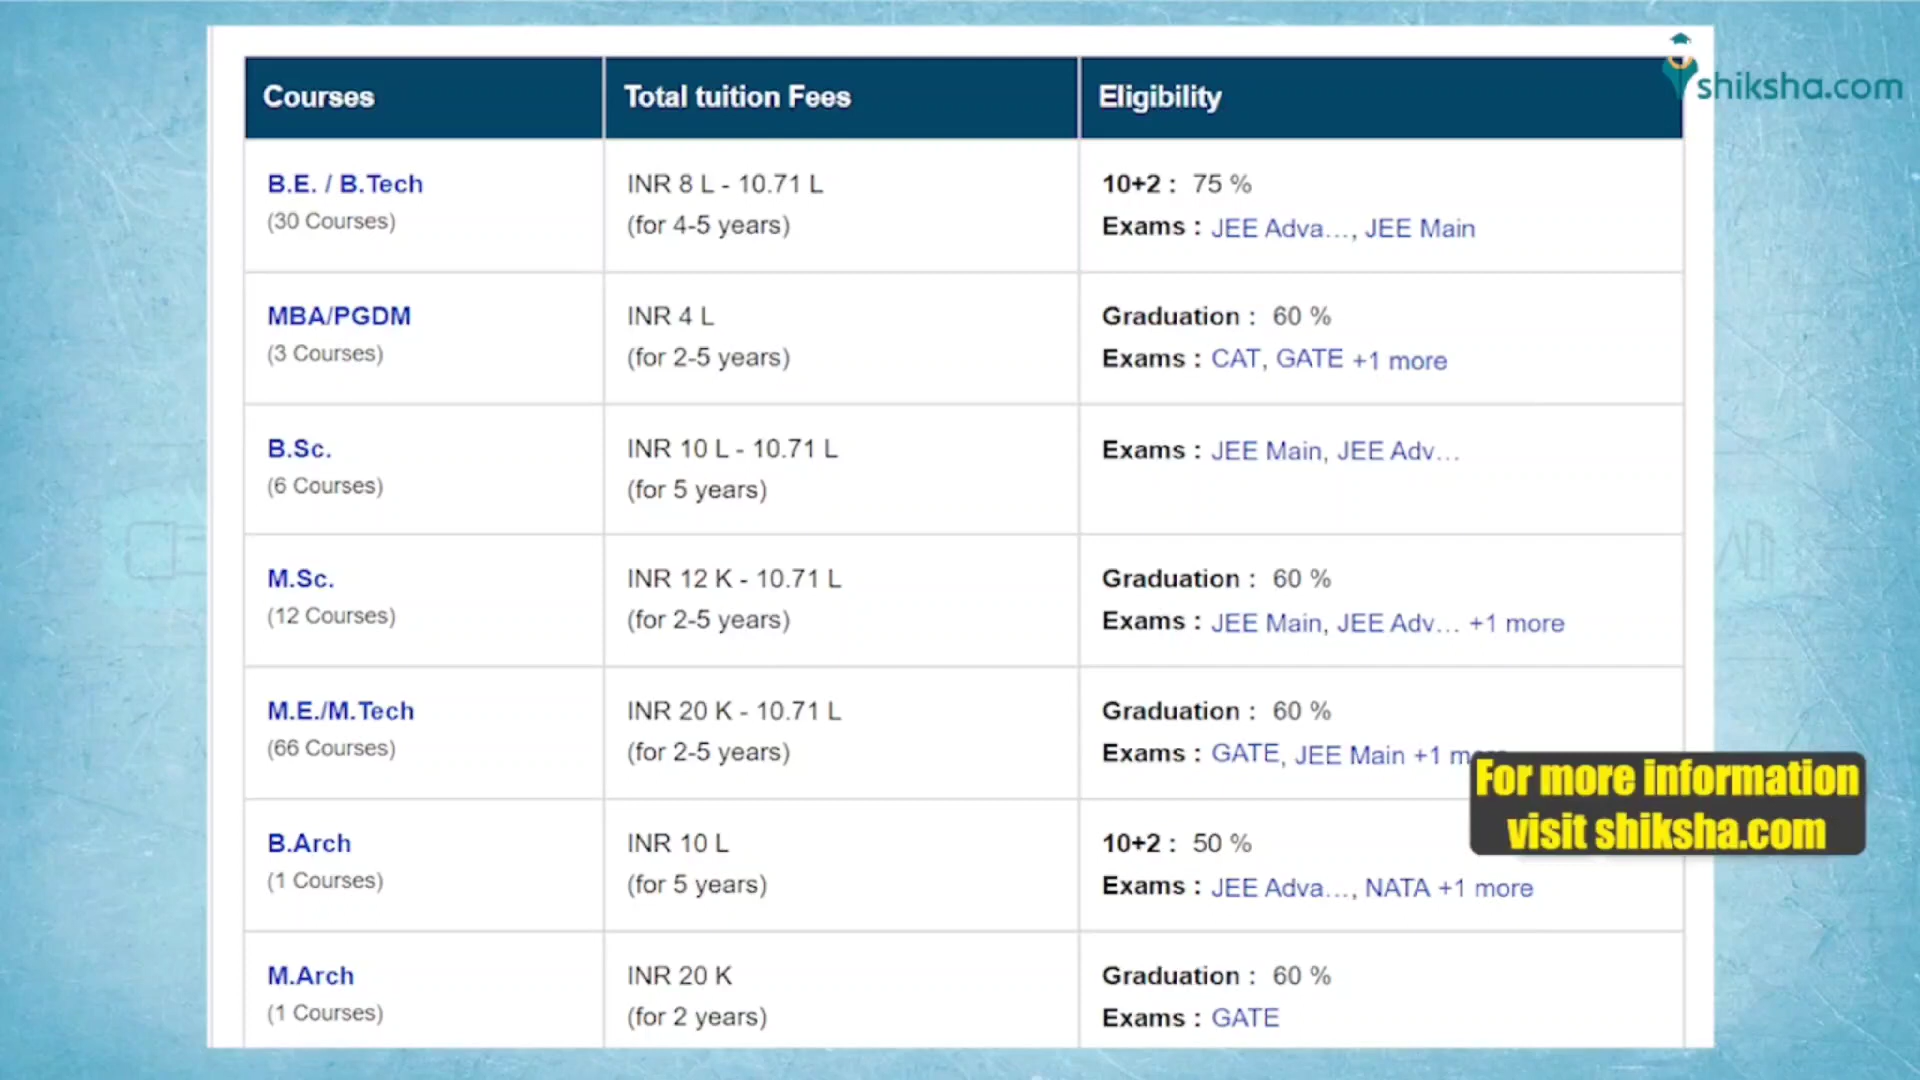 shiksha.com
Courses Total tuition Fees Eligibility
B.E. / B.Tech
(30 Courses)
INR 8 L - 10.71 L
(for 4-5 years)
10+2 : 75 %
Exams : JEE Adva..., JEE Main
MBA/PGDM
(3 Courses)
INR 4 L
(for 2-5 years)
Graduation : 60 %
Exams : CAT, GATE +1 more
B.Sc.
(6 Courses)
INR 10 L - 10.71 L
(for 5 years)
Exams : JEE Main, JEE Adv...
M.Sc.
(12 Courses)
INR 12 K - 10.71 L
(for 2-5 years)
Graduation : 60 %
Exams : JEE Main, JEE Adv... +1 more
M.E./M.Tech
(66 Courses)
INR 20 K - 10.71 L
(for 2-5 years)
Graduation : 60 %
Exams : GATE, JEE Main +1 more
For more information
visit shiksha.com
B.Arch
(1 Courses)
INR 10 L
(for 5 years)
10+2 : 50 %
Exams : JEE Adva..., NATA +1 more
M.Arch
(1 Courses)
INR 20 K
(for 2 years)
Graduation : 60 %
Exams : GATE